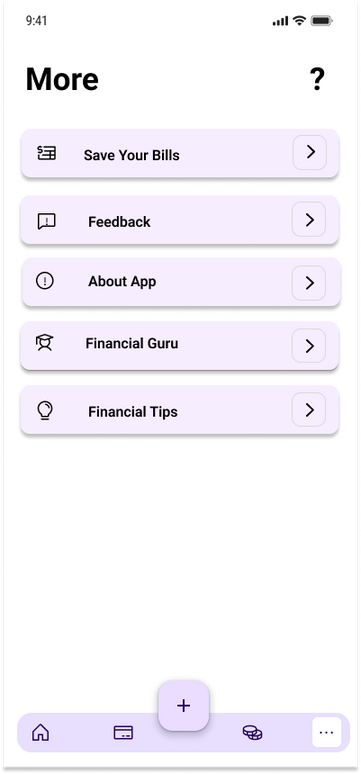 9:41
More ?
Save Your Bills
Feedback
About App
Financial Guru
Financial Tips
+